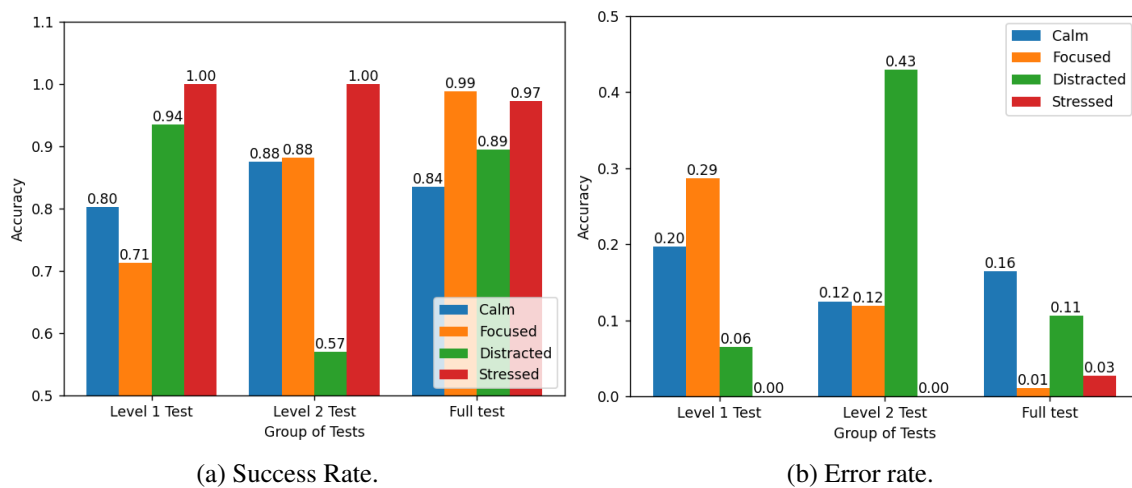 1.1
1.0
0.9
0.8
0.7
0.6
0.5
Accuracy
0.80
0.71
0.94
1.00
0.88
0.88
0.57
1.00
0.84
0.99
0.89
0.97
Calm
Focused
Distracted
Stressed
Level 1 Test
Level 2 Test
Full test
Group of Tests
(a) Success Rate.
0.5
0.4
0.3
0.2
0.1
0.0
Accuracy
0.20
0.29
0.06
0.00
0.12
0.12
0.43
0.00
0.16
0.01
0.11
0.03
Calm
Focused
Distracted
Stressed
Level 1 Test
Level 2 Test
Full test
Group of Tests
(b) Error rate.